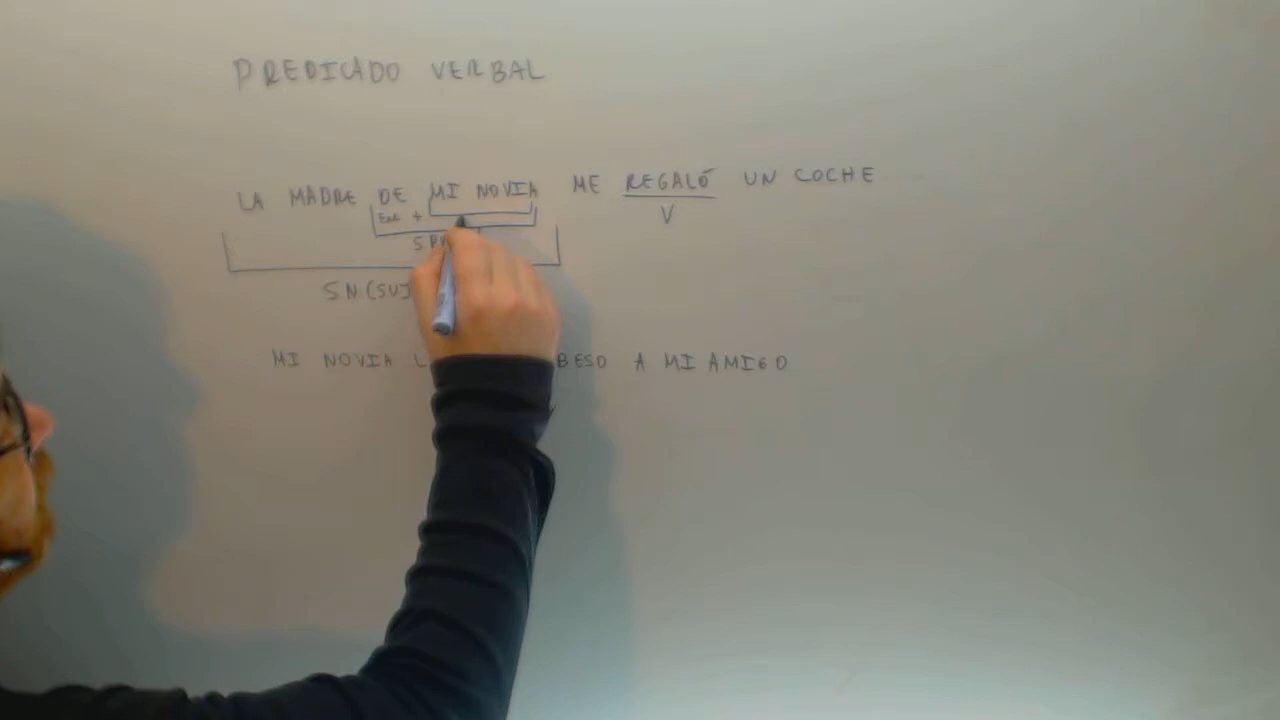 PREDICADO VERBAL
LA MADRE DE MI NOVIA ME REGALÓ UN COCHE
+ V
SN (SUJ
MI NOVIA BESO A MI AMIGO